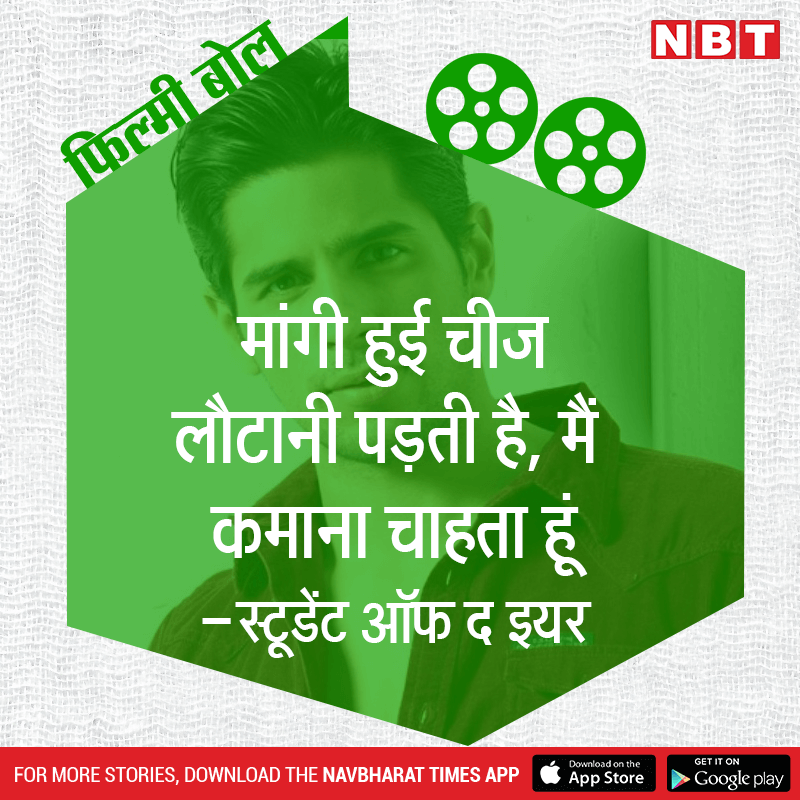 फिल्मी बोल
NBT
मांगी हुई चीज
लौटानी पड़ती है, मैं
कमाना चाहता हूं
–स्टूडेंट ऑफ द इयर
FOR MORE STORIES, DOWNLOAD THE NAVBHARAT TIMES APP
Download on the
App Store
GET IT ON
Google play